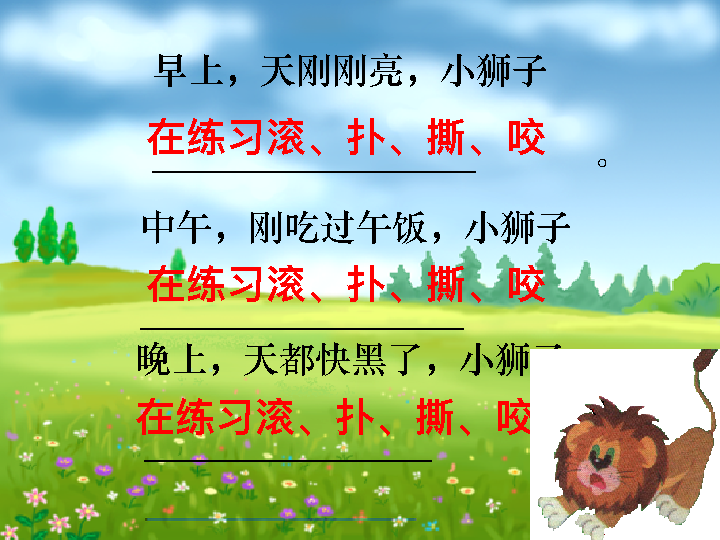 早上，天刚刚亮，小狮子
在练习滚、扑、撕、咬
。
中午，刚吃过午饭，小狮子
在练习滚、扑、撕、咬
晚上，天都快黑了，小狮子
在练习滚、扑、撕、咬